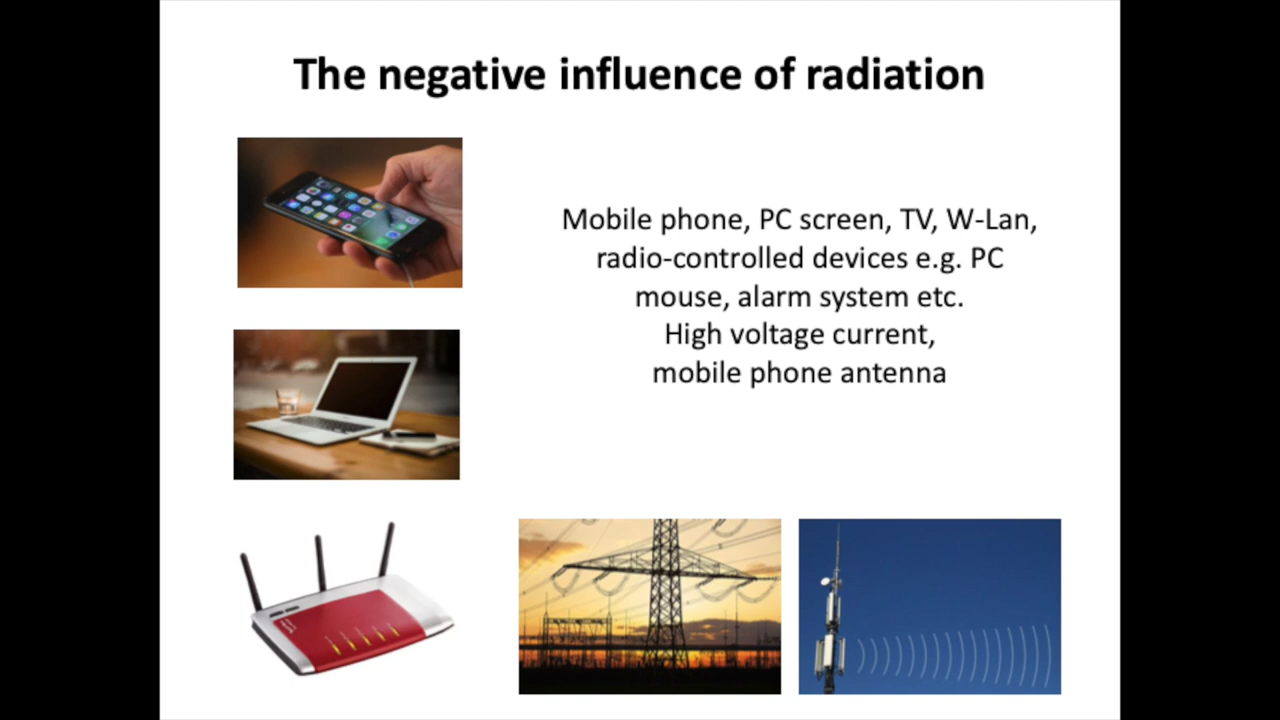 The negative influence of radiation
Mobile phone, PC screen, TV, W-Lan,
radio-controlled devices e.g. PC
mouse, alarm system etc.
High voltage current,
mobile phone antenna